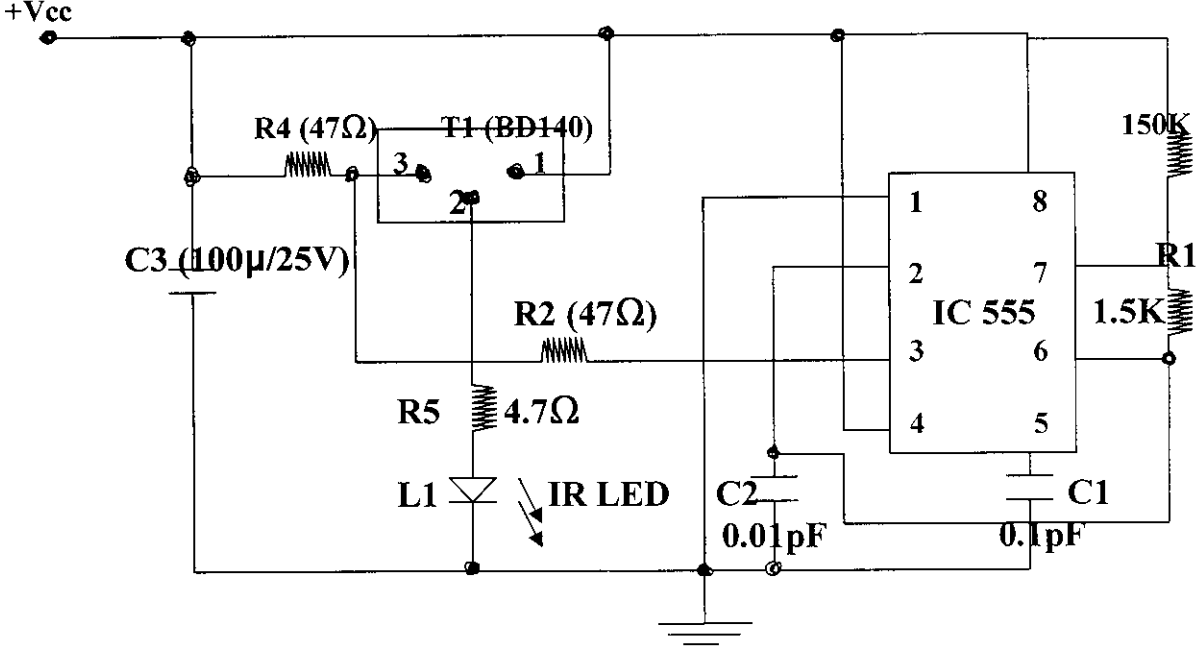 +Vcc
R4 (47Ω)
T1 (BD140)
150K
3
1
2
1
8
C3 (100μ/25V)
2
7
R1
R2 (47Ω)
IC 555
1.5K
3
6
R5
4.7Ω
4
5
L1
IR LED
C2
C1
0.01pF
0.1pF